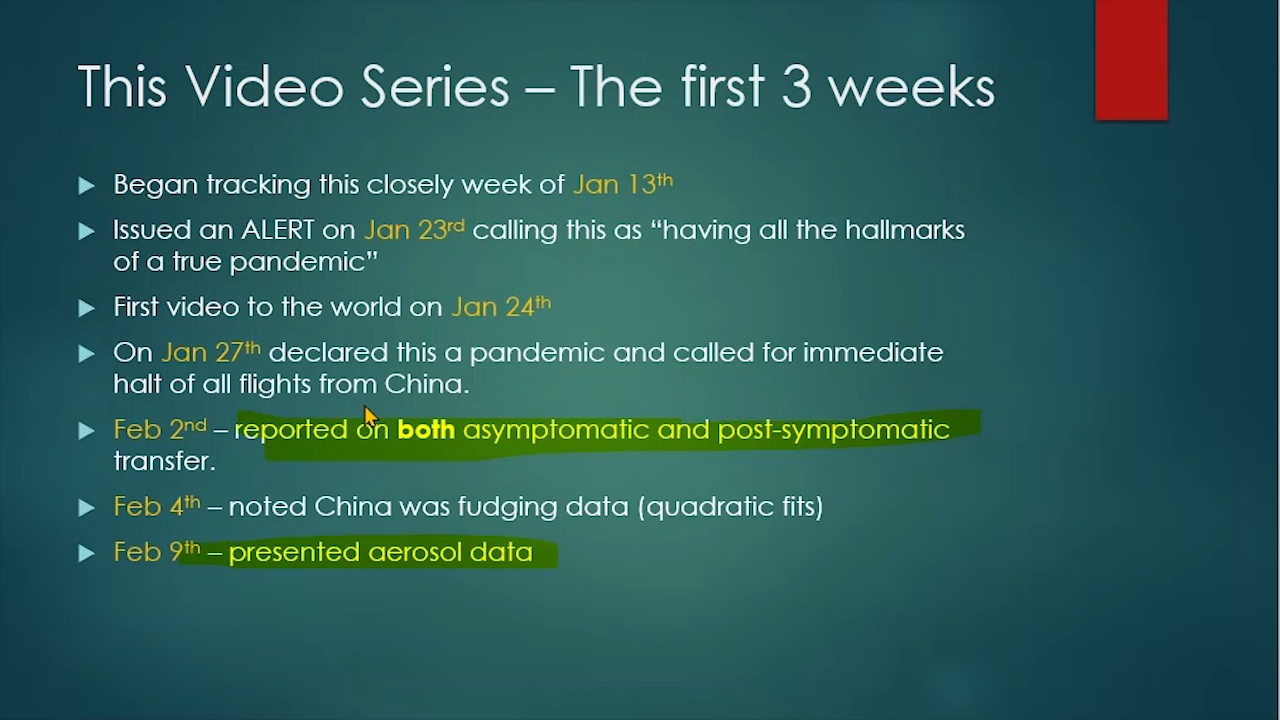 This Video Series – The first 3 weeks
Began tracking this closely week of Jan 13th
Issued an ALERT on Jan 23rd calling this as “having all the hallmarks
of a true pandemic”
First video to the world on Jan 24th
On Jan 27th declared this a pandemic and called for immediate
halt of all flights from China.
Feb 2nd – reported on both asymptomatic and post-symptomatic
transfer.
Feb 4th – noted China was fudging data (quadratic fits)
Feb 9th – presented aerosol data